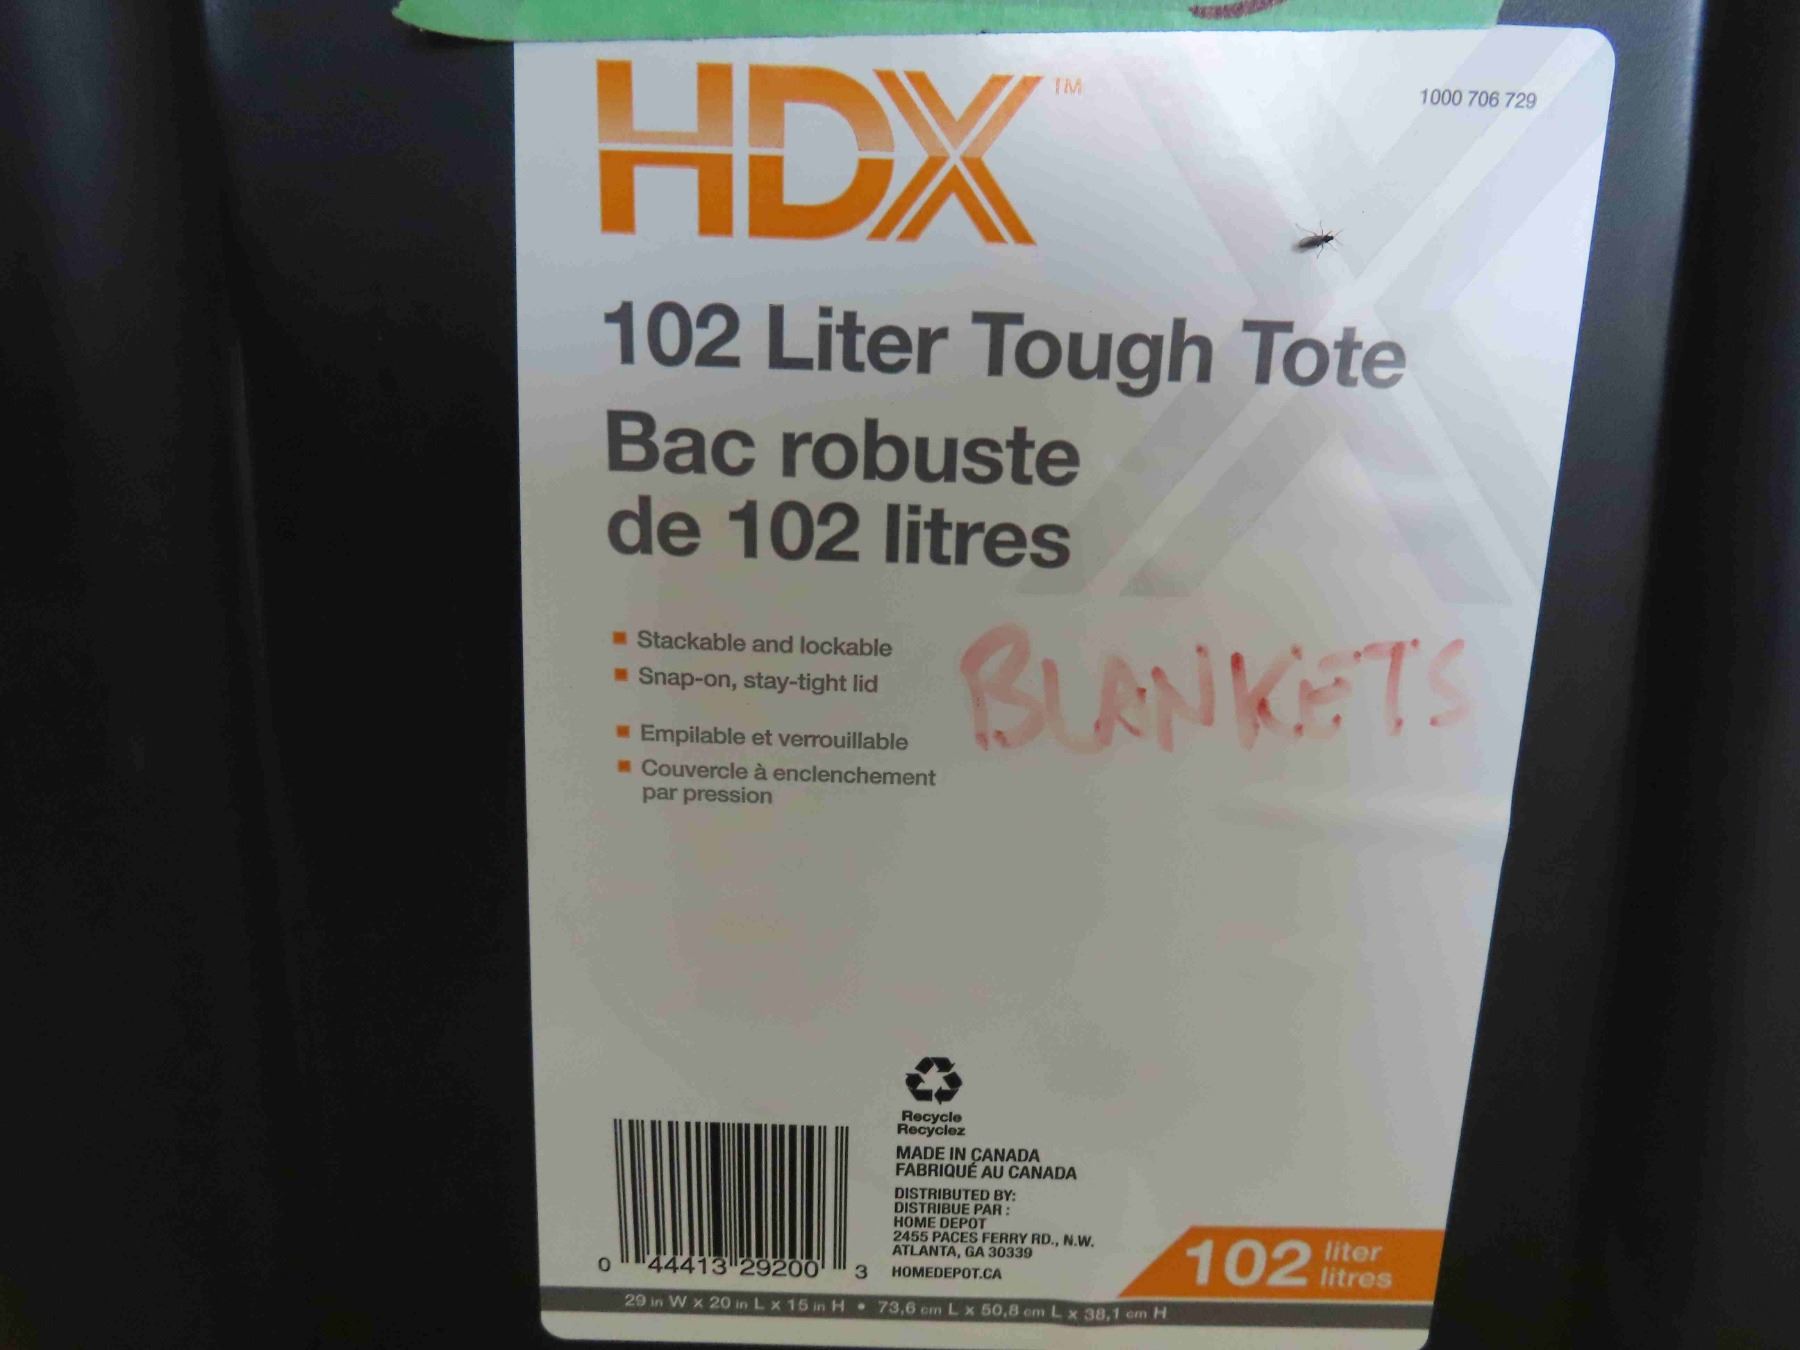 HDX™
1000 706 729
102 Liter Tough Tote
Bac robuste
de 102 litres
Stackable and lockable
Snap-on, stay-tight lid
Empilable et verrouillable
Couvercle à enclenchement
par pression
BLANKETS
Recycle
Recyclez
MADE IN CANADA
FABRIQUÉ AU CANADA
DISTRIBUTED BY:
DISTRIBUE PAR :
HOME DEPOT
2455 PACES FERRY RD., N.W.
ATLANTA, GA 30339
HOMEDEPOT.CA
0 44413 29200 3
102 liter
litres
29 in W x 20 in L x 15 in H • 73,6 cm L x 50,8 cm L x 38,1 cm H